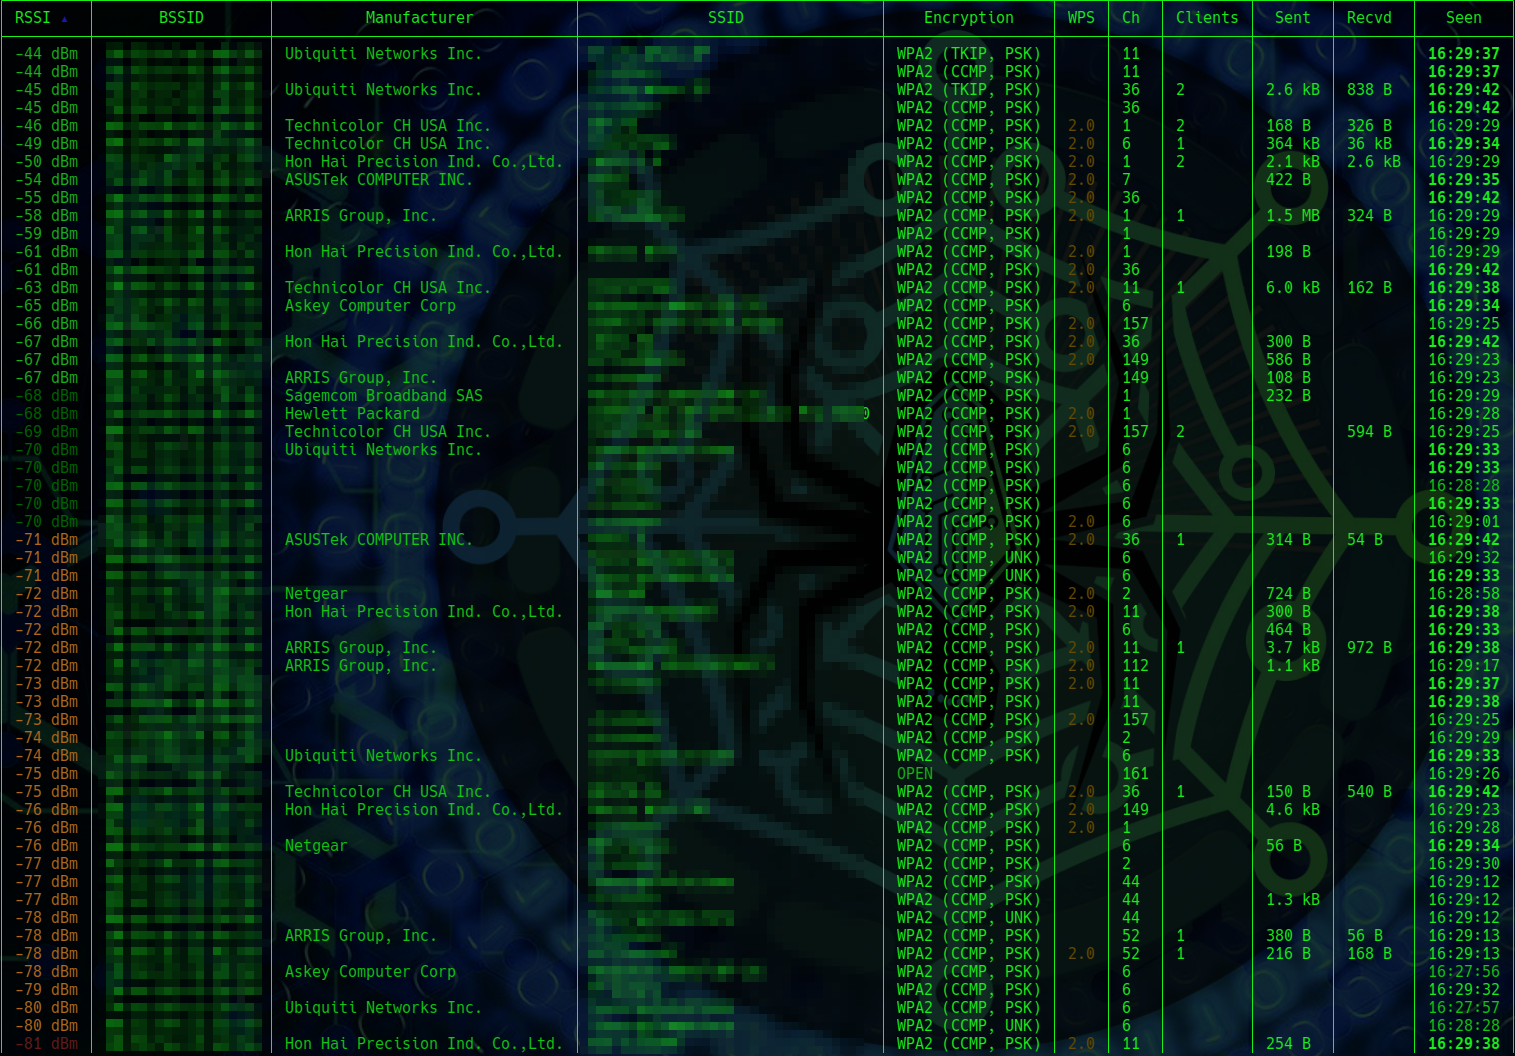 RSSI ▴ BSSID Manufacturer SSID Encryption WPS Ch Clients Sent Recvd Seen
-44 dBm Ubiquiti Networks Inc. WPA2 (TKIP, PSK) 11 16:29:37
-44 dBm WPA2 (CCMP, PSK) 11 16:29:37
-45 dBm Ubiquiti Networks Inc. WPA2 (TKIP, PSK) 36 2 2.6 kB 838 B 16:29:42
-45 dBm WPA2 (CCMP, PSK) 36 16:29:42
-46 dBm Technicolor CH USA Inc. WPA2 (CCMP, PSK) 2.0 1 2 168 B 326 B 16:29:29
-49 dBm Technicolor CH USA Inc. WPA2 (CCMP, PSK) 2.0 6 1 364 kB 36 kB 16:29:34
-50 dBm Hon Hai Precision Ind. Co.,Ltd. WPA2 (CCMP, PSK) 2.0 1 2 2.1 kB 2.6 kB 16:29:29
-54 dBm ASUSTek COMPUTER INC. WPA2 (CCMP, PSK) 2.0 7 422 B 16:29:35
-55 dBm WPA2 (CCMP, PSK) 2.0 36 16:29:42
-58 dBm ARRIS Group, Inc. WPA2 (CCMP, PSK) 2.0 1 1 1.5 MB 324 B 16:29:29
-59 dBm WPA2 (CCMP, PSK) 1 16:29:29
-61 dBm Hon Hai Precision Ind. Co.,Ltd. WPA2 (CCMP, PSK) 2.0 1 198 B 16:29:29
-61 dBm WPA2 (CCMP, PSK) 2.0 36 16:29:42
-63 dBm Technicolor CH USA Inc. WPA2 (CCMP, PSK) 2.0 11 1 6.0 kB 162 B 16:29:38
-65 dBm Askey Computer Corp WPA2 (CCMP, PSK) 6 16:29:34
-66 dBm WPA2 (CCMP, PSK) 2.0 157 16:29:25
-67 dBm Hon Hai Precision Ind. Co.,Ltd. WPA2 (CCMP, PSK) 2.0 36 300 B 16:29:42
-67 dBm WPA2 (CCMP, PSK) 2.0 149 586 B 16:29:23
-67 dBm ARRIS Group, Inc. WPA2 (CCMP, PSK) 149 108 B 16:29:23
-68 dBm Sagemcom Broadband SAS WPA2 (CCMP, PSK) 1 232 B 16:29:29
-68 dBm Hewlett Packard WPA2 (CCMP, PSK) 2.0 1 16:29:28
-69 dBm Technicolor CH USA Inc. WPA2 (CCMP, PSK) 2.0 157 2 594 B 16:29:25
-70 dBm Ubiquiti Networks Inc. WPA2 (CCMP, PSK) 6 16:29:33
-70 dBm WPA2 (CCMP, PSK) 6 16:29:33
-70 dBm WPA2 (CCMP, PSK) 6 16:28:28
-70 dBm WPA2 (CCMP, PSK) 6 16:29:33
-70 dBm WPA2 (CCMP, PSK) 2.0 6 16:29:01
-71 dBm ASUSTek COMPUTER INC. WPA2 (CCMP, PSK) 2.0 36 1 314 B 54 B 16:29:42
-71 dBm WPA2 (CCMP, UNK) 6 16:29:32
-71 dBm WPA2 (CCMP, UNK) 6 16:29:33
-72 dBm Netgear WPA2 (CCMP, PSK) 2.0 2 724 B 16:28:58
-72 dBm Hon Hai Precision Ind. Co.,Ltd. WPA2 (CCMP, PSK) 2.0 11 300 B 16:29:38
-72 dBm WPA2 (CCMP, PSK) 6 464 B 16:29:33
-72 dBm ARRIS Group, Inc. WPA2 (CCMP, PSK) 2.0 11 1 3.7 kB 972 B 16:29:38
-72 dBm ARRIS Group, Inc. WPA2 (CCMP, PSK) 2.0 112 1.1 kB 16:29:17
-73 dBm WPA2 (CCMP, PSK) 2.0 11 16:29:37
-73 dBm WPA2 (CCMP, PSK) 11 16:29:38
-73 dBm WPA2 (CCMP, PSK) 2.0 157 16:29:25
-74 dBm WPA2 (CCMP, PSK) 2 16:29:29
-74 dBm Ubiquiti Networks Inc. WPA2 (CCMP, PSK) 6 16:29:33
-75 dBm OPEN 161 16:29:26
-75 dBm Technicolor CH USA Inc. WPA2 (CCMP, PSK) 2.0 36 1 150 B 540 B 16:29:42
-76 dBm Hon Hai Precision Ind. Co.,Ltd. WPA2 (CCMP, PSK) 2.0 149 4.6 kB 16:29:23
-76 dBm WPA2 (CCMP, PSK) 2.0 1 16:29:28
-76 dBm Netgear WPA2 (CCMP, PSK) 6 56 B 16:29:34
-77 dBm WPA2 (CCMP, PSK) 2 16:29:30
-77 dBm WPA2 (CCMP, PSK) 44 16:29:12
-77 dBm WPA2 (CCMP, PSK) 44 1.3 kB 16:29:12
-78 dBm WPA2 (CCMP, UNK) 44 16:29:12
-78 dBm ARRIS Group, Inc. WPA2 (CCMP, PSK) 52 1 380 B 56 B 16:29:13
-78 dBm WPA2 (CCMP, PSK) 2.0 52 1 216 B 168 B 16:29:13
-78 dBm Askey Computer Corp WPA2 (CCMP, PSK) 6 16:27:56
-79 dBm WPA2 (CCMP, PSK) 6 16:29:32
-80 dBm Ubiquiti Networks Inc. WPA2 (CCMP, PSK) 6 16:27:57
-80 dBm WPA2 (CCMP, UNK) 6 16:28:28
-81 dBm Hon Hai Precision Ind. Co.,Ltd. WPA2 (CCMP, PSK) 2.0 11 254 B 16:29:38